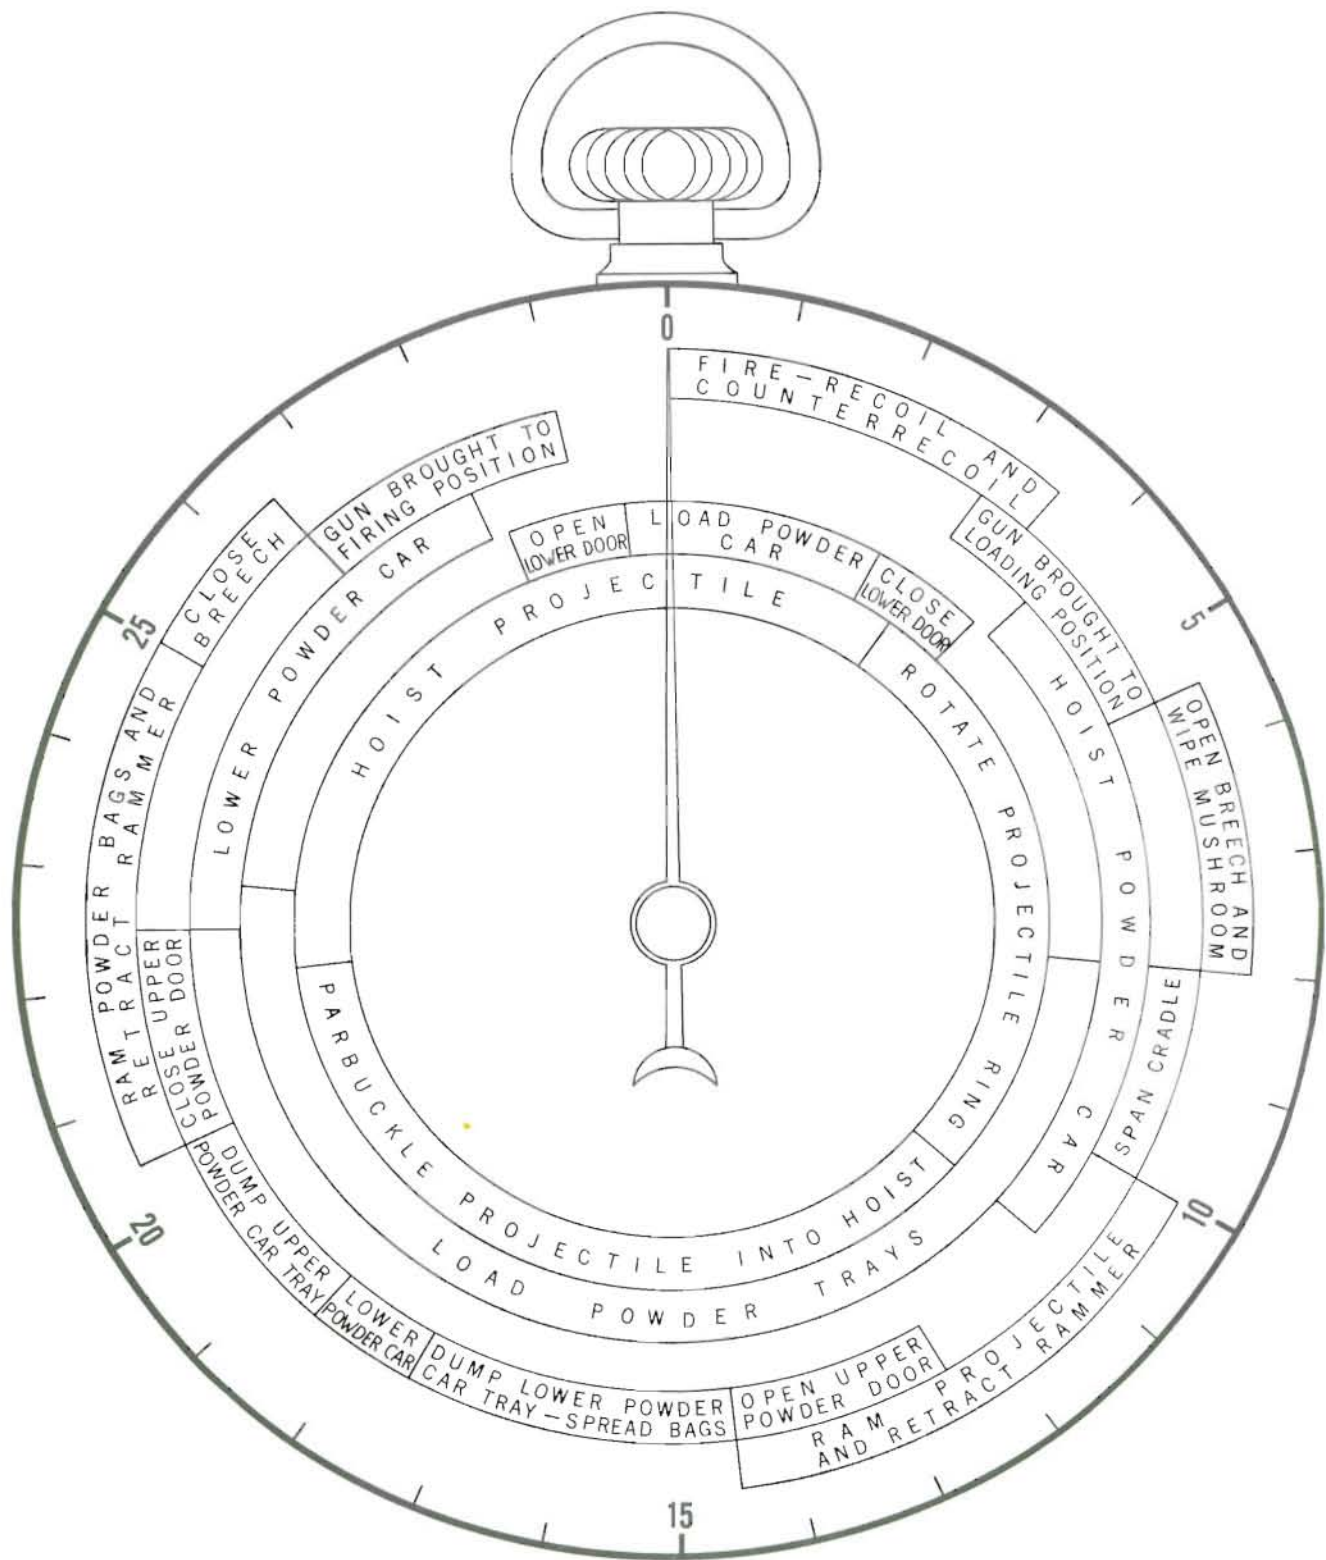 0
FIRE–RECOIL AND
COUNTERRECOIL
GUN BROUGHT TO
LOADING POSITION
5
OPEN BREECH AND
WIPE MUSHROOM
HOIST POWDER CAR
SPAN CRADLE
10
RAM PROJECTILE
AND RETRACT RAMMER
OPEN UPPER
POWDER DOOR
15
DUMP LOWER POWDER
CAR TRAY–SPREAD BAGS
LOWER
POWDER CAR
DUMP UPPER
POWDER CAR TRAY
20
CLOSE UPPER
POWDER DOOR
RAM POWDER BAGS AND
RETRACT RAMMER
25
CLOSE
BREECH
GUN BROUGHT TO
FIRING POSITION
LOWER POWDER CAR
OPEN
LOWER DOOR
LOAD POWDER
CAR
CLOSE
LOWER DOOR
HOIST PROJECTILE
ROTATE PROJECTILE RING
PARBUCKLE PROJECTILE INTO HOIST
LOAD POWDER TRAYS